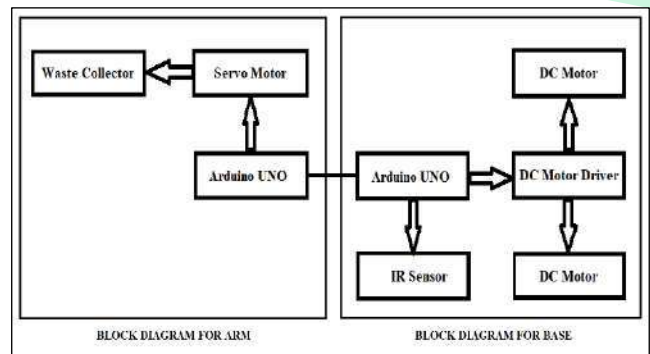 Waste Collector
Servo Motor
Arduino UNO
BLOCK DIAGRAM FOR ARM
DC Motor
Arduino UNO
DC Motor Driver
IR Sensor
DC Motor
BLOCK DIAGRAM FOR BASE